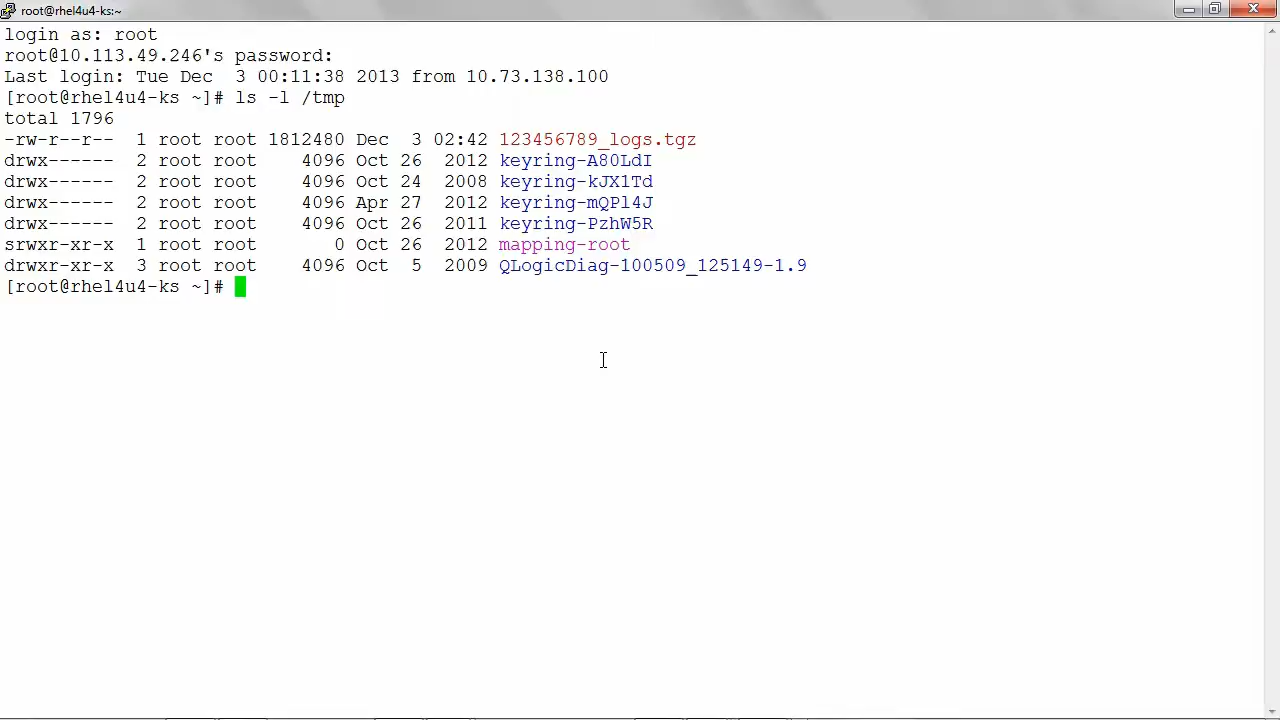 root@rhel4u4-ks:~
login as: root
root@10.113.49.246's password:
Last login: Tue Dec  3 00:11:38 2013 from 10.73.138.100
[root@rhel4u4-ks ~]# ls -l /tmp
total 1796
-rw-r--r--  1 root root 1812480 Dec  3 02:42 123456789_logs.tgz
drwx------  2 root root    4096 Oct 26  2012 keyring-A80LdI
drwx------  2 root root    4096 Oct 24  2008 keyring-kJX1Td
drwx------  2 root root    4096 Apr 27  2012 keyring-mQPl4J
drwx------  2 root root    4096 Oct 26  2011 keyring-PzhW5R
srwxr-xr-x  1 root root       0 Oct 26  2012 mapping-root
drwxr-xr-x  3 root root    4096 Oct  5  2009 QLogicDiag-100509_125149-1.9
[root@rhel4u4-ks ~]#